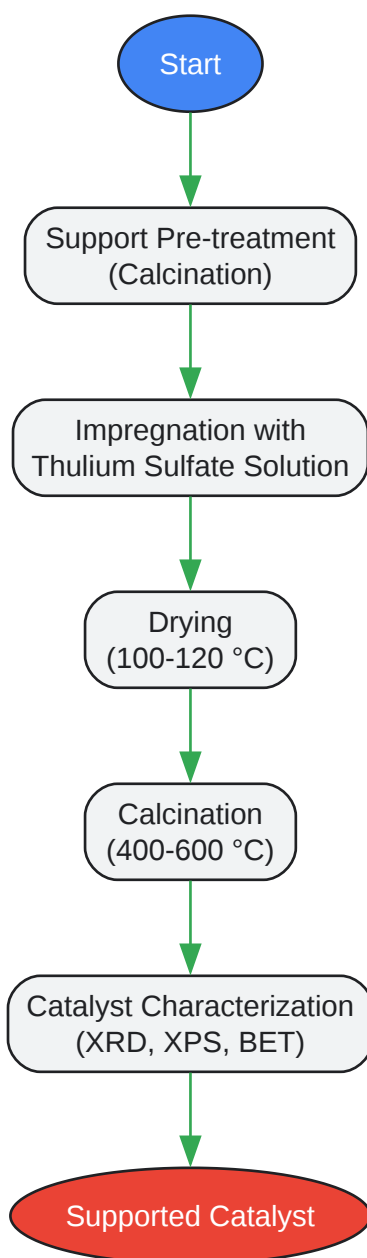 Start
Support Pre-treatment
(Calcination)
Impregnation with
Thulium Sulfate Solution
Drying
(100-120 °C)
Calcination
(400-600 °C)
Catalyst Characterization
(XRD, XPS, BET)
Supported Catalyst